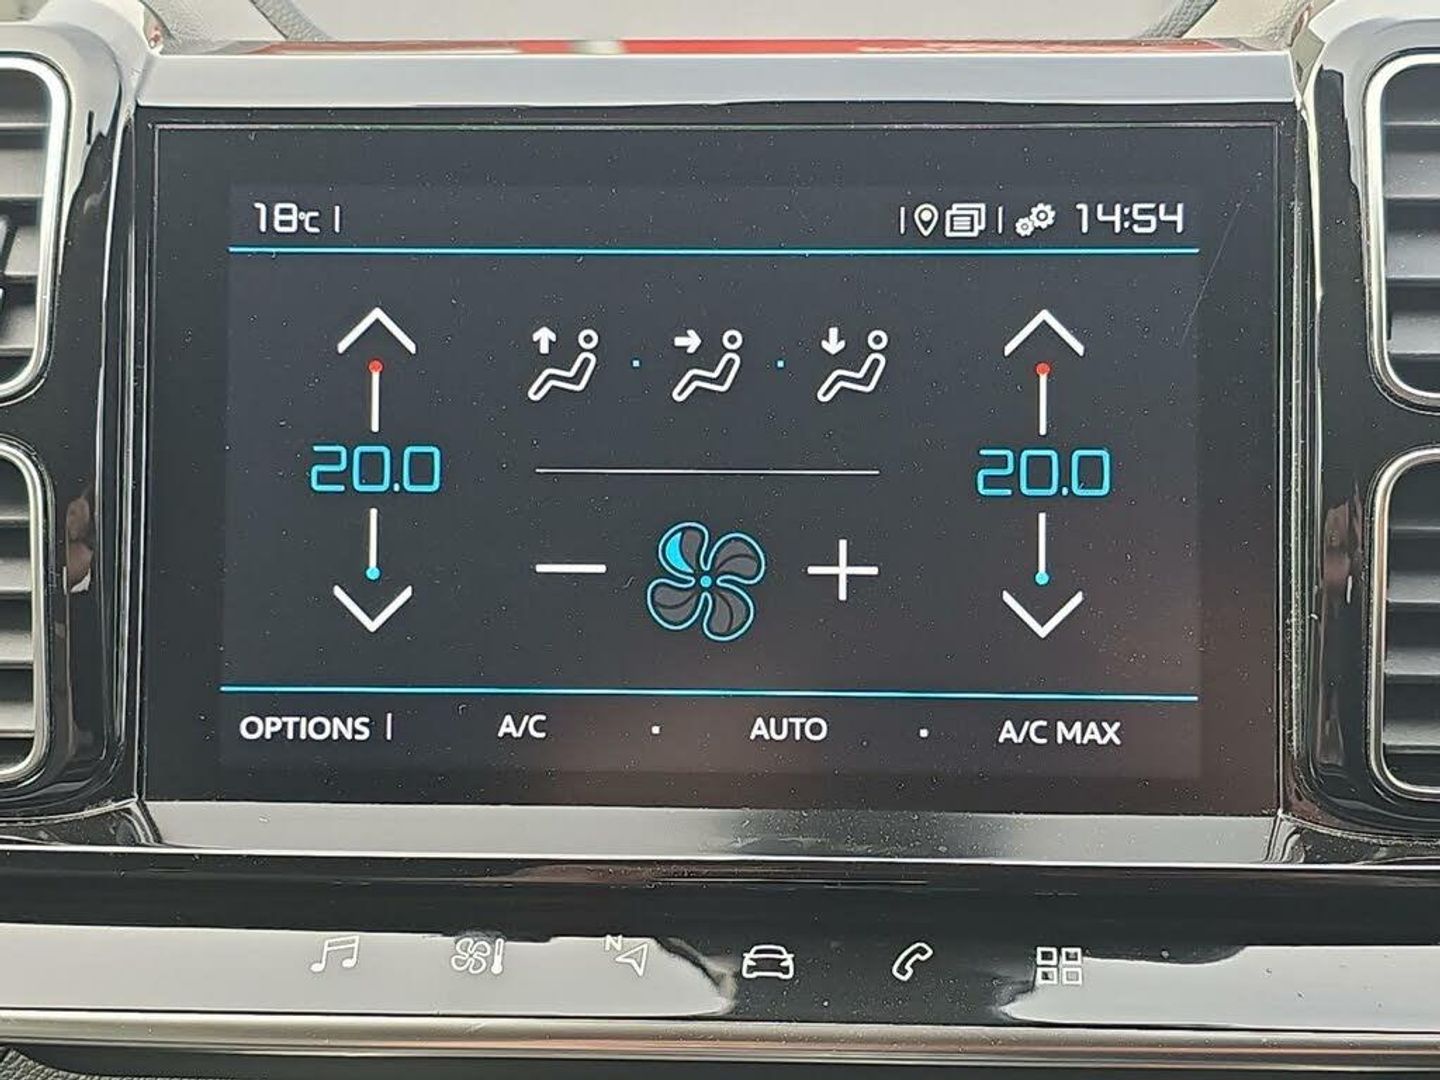 18°C
14:54
20.0
20.0
OPTIONS
A/C
AUTO
A/C MAX
N